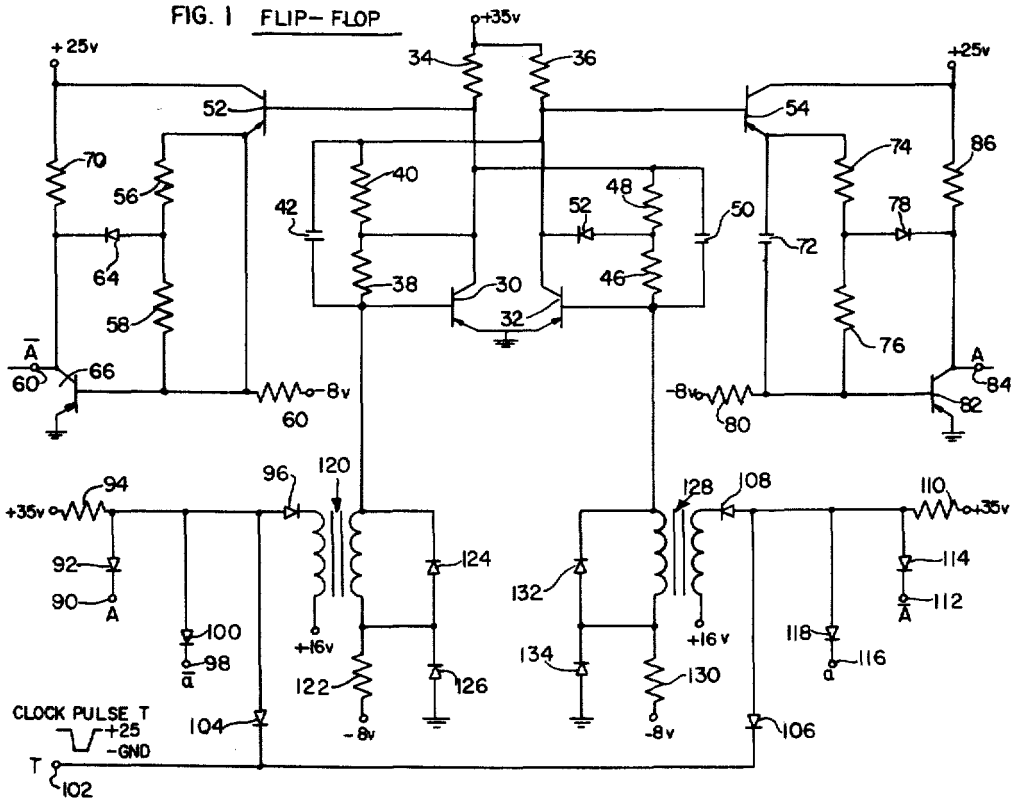 FIG. 1 FLIP-FLOP
+35v
+25v
+25v
34
36
52
54
70
56
40
42
48
52
50
74
86
78
72
64
38
30
46
32
58
76
A̅
60
66
-8v
60
-8v
80
A
84
82
+35v
94
96
120
128
108
110
+35v
92
90
A
100
98
a̅
124
132
114
112
A̅
118
116
a
+16v
+16v
122
126
134
130
-8v
-8v
104
106
CLOCK PULSE T
+25
-GND
T
102